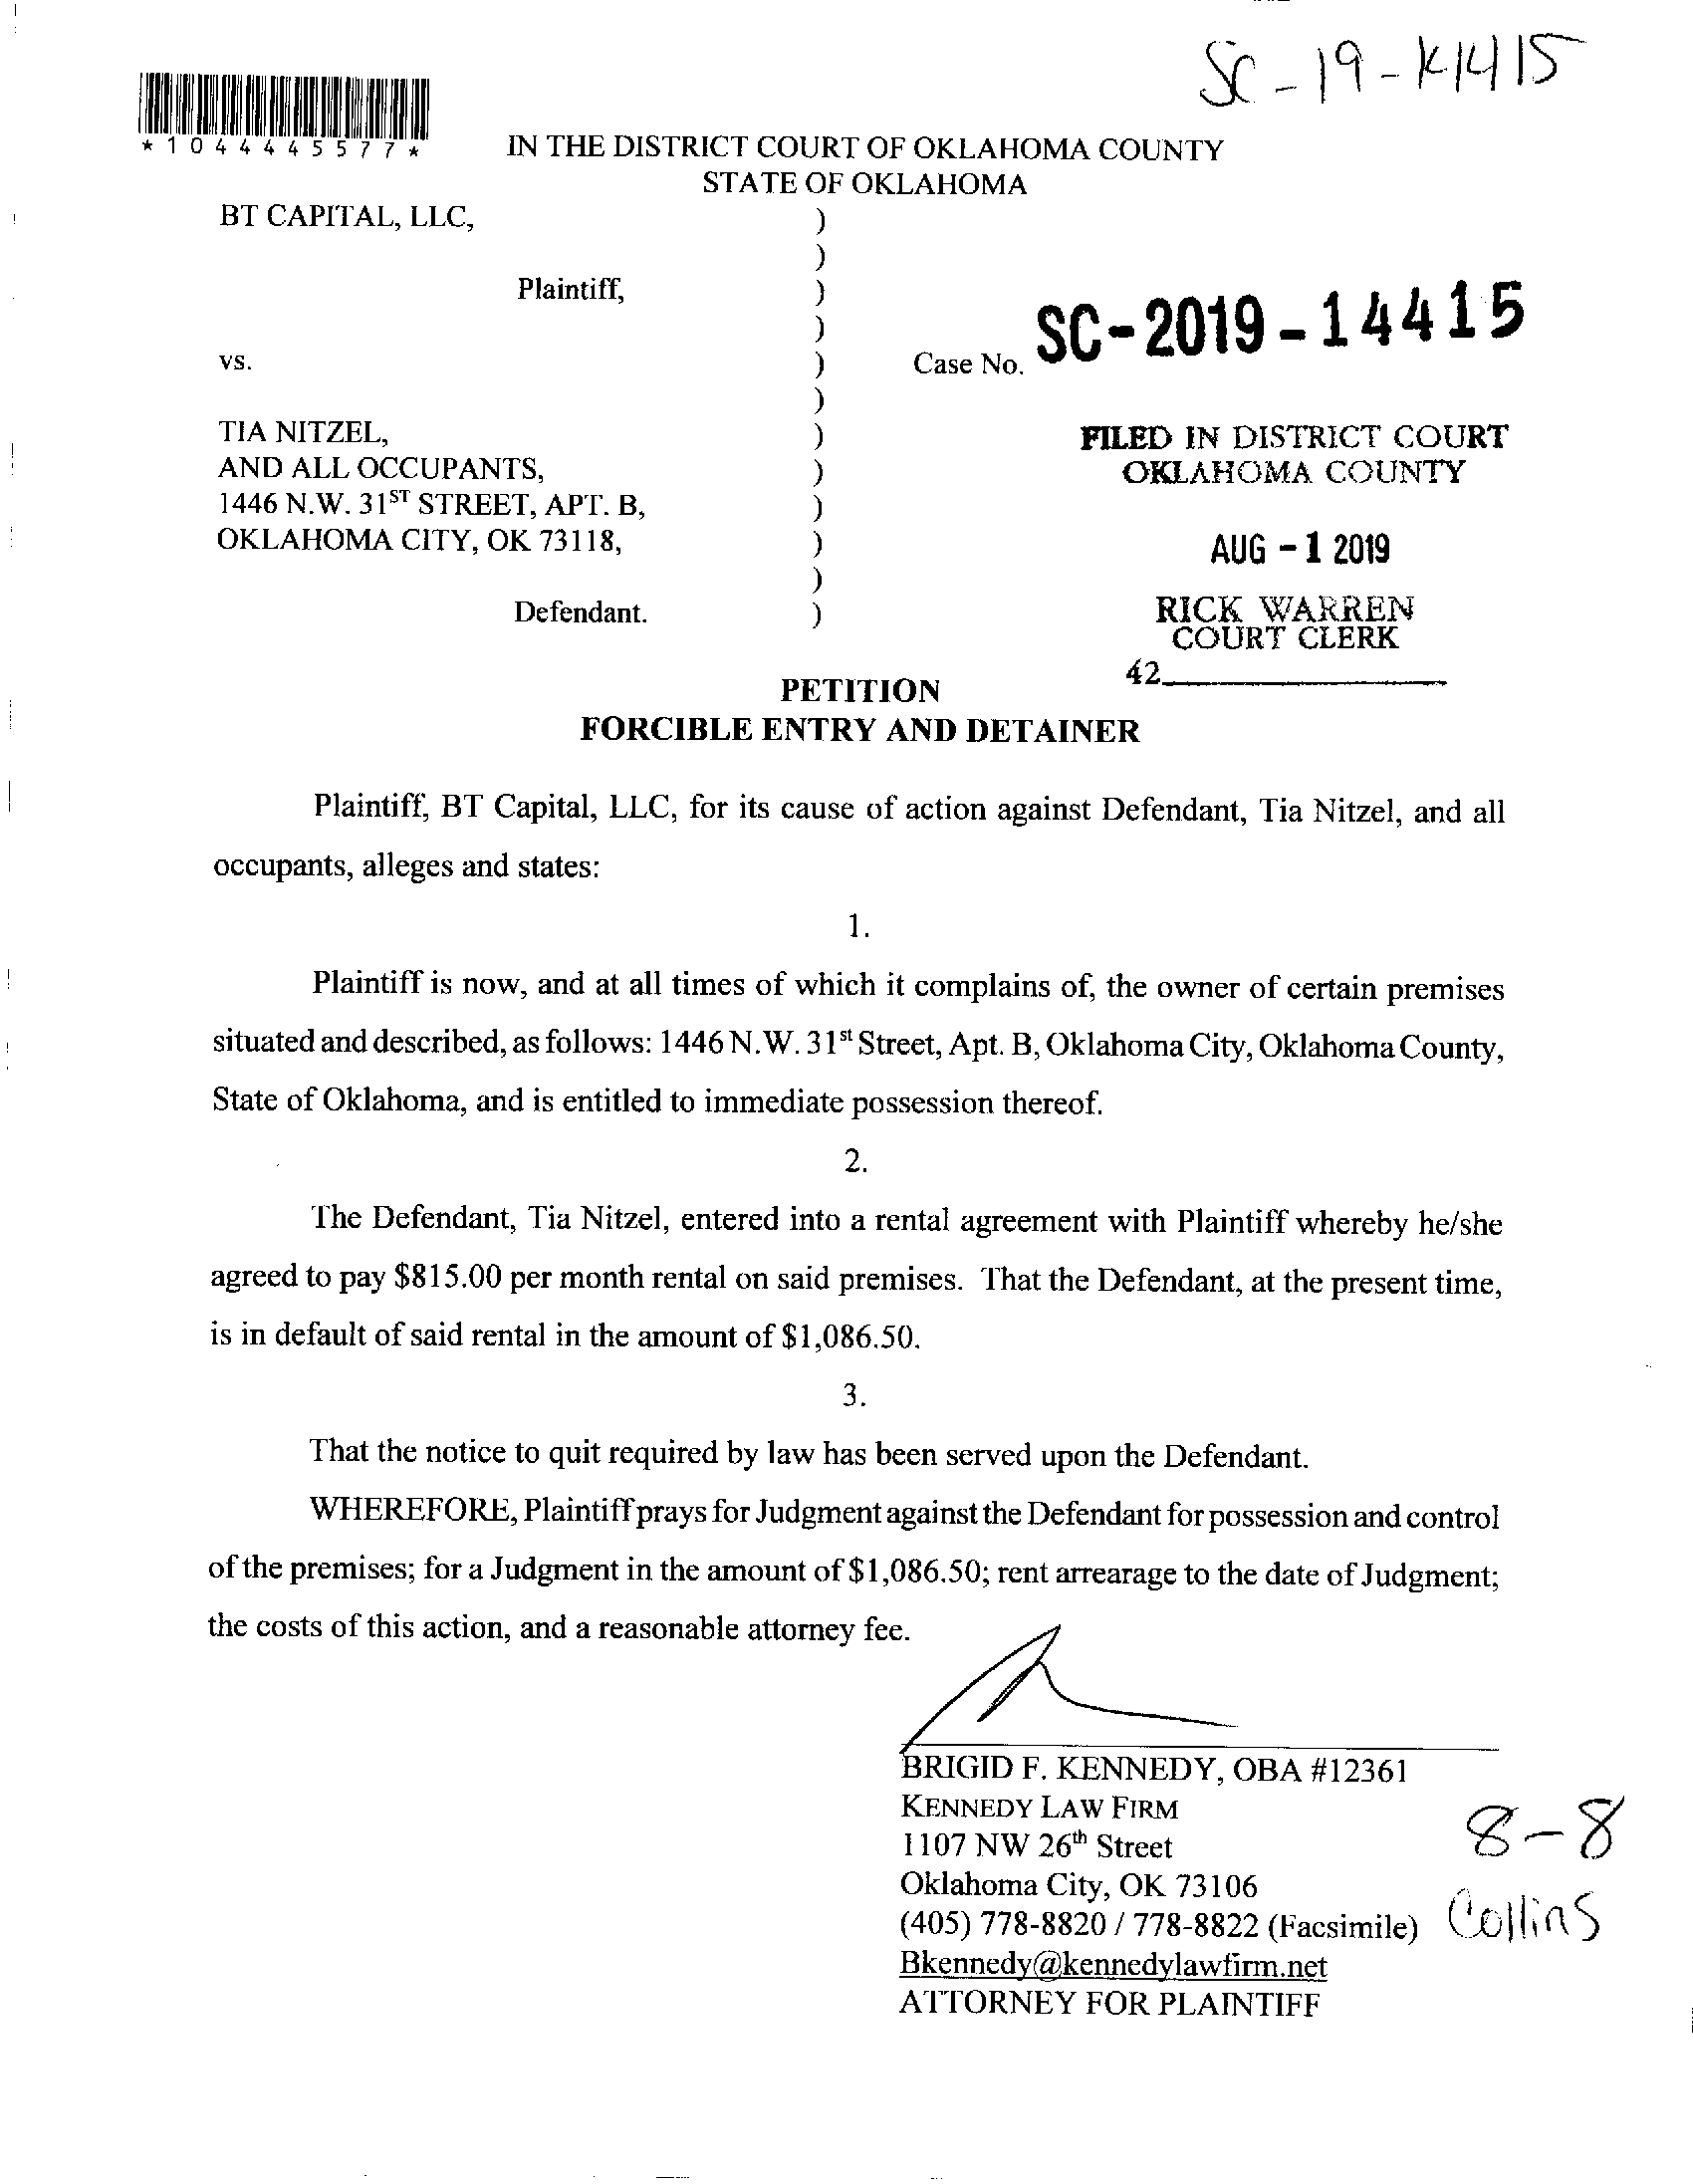 SC-19-14415
*1044445577*
IN THE DISTRICT COURT OF OKLAHOMA COUNTY
STATE OF OKLAHOMA
BT CAPITAL, LLC, )
)
Plaintiff, )
)
vs. ) Case No. SC-2019-14415
)
TIA NITZEL, ) FILED IN DISTRICT COURT
AND ALL OCCUPANTS, ) OKLAHOMA COUNTY
1446 N.W. 31ST STREET, APT. B, )
OKLAHOMA CITY, OK 73118, ) AUG - 1 2019
)
Defendant. ) RICK WARREN
COURT CLERK
42
PETITION
FORCIBLE ENTRY AND DETAINER
Plaintiff, BT Capital, LLC, for its cause of action against Defendant, Tia Nitzel, and all
occupants, alleges and states:
1.
Plaintiff is now, and at all times of which it complains of, the owner of certain premises
situated and described, as follows: 1446 N.W. 31st Street, Apt. B, Oklahoma City, Oklahoma County,
State of Oklahoma, and is entitled to immediate possession thereof.
2.
The Defendant, Tia Nitzel, entered into a rental agreement with Plaintiff whereby he/she
agreed to pay $815.00 per month rental on said premises. That the Defendant, at the present time,
is in default of said rental in the amount of $1,086.50.
3.
That the notice to quit required by law has been served upon the Defendant.
WHEREFORE, Plaintiff prays for Judgment against the Defendant for possession and control
of the premises; for a Judgment in the amount of $1,086.50; rent arrearage to the date of Judgment;
the costs of this action, and a reasonable attorney fee.
BRIGID F. KENNEDY, OBA #12361
KENNEDY LAW FIRM
1107 NW 26th Street
Oklahoma City, OK 73106
(405) 778-8820 / 778-8822 (Facsimile)
Bkennedy@kennedylawfirm.net
ATTORNEY FOR PLAINTIFF
8-8
Collins